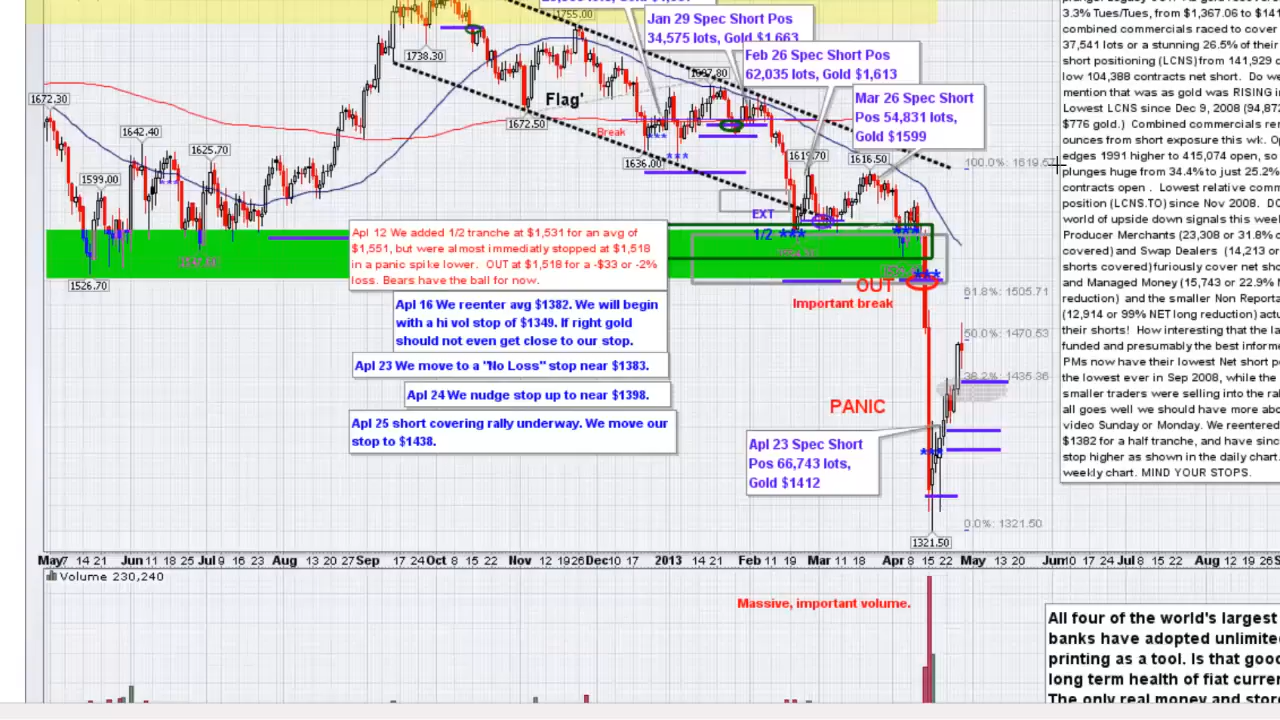 1755.00
Jan 29 Spec Short Pos
34,575 lots, Gold $1,663
Feb 26 Spec Short Pos
62,035 lots, Gold $1,613
Mar 26 Spec Short
Pos 54,831 lots,
Gold $1599
1738.30
1697.80
Flag'
1672.30
1672.50
Break
1642.40
1625.70
1636.00
1619.70
1616.50
100.0%: 1619.5
1599.00
EXT
1/2
1526.70
Apl 12 We added 1/2 tranche at $1,531 for an avg of
$1,551, but were almost immediatly stopped at $1,518
in a panic spike lower. OUT at $1,518 for a -$33 or -2%
loss. Bears have the ball for now.
OUT
Important break
61.8%: 1505.71
Apl 16 We reenter avg $1382. We will begin
with a hi vol stop of $1349. If right gold
should not even get close to our stop.
50.0%: 1470.53
Apl 23 We move to a "No Loss" stop near $1383.
38.2%: 1435.36
Apl 24 We nudge stop up to near $1398.
PANIC
Apl 25 short covering rally underway. We move our
stop to $1438.
Apl 23 Spec Short
Pos 66,743 lots,
Gold $1412
0.0%: 1321.50
1321.50
May 7 14 21 Jun 11 18 25 Jul 9 16 23 Aug 13 20 27 Sep 17 24 Oct 8 15 22 Nov 12 19 26 Dec 10 17 2013 14 21 Feb 11 19 Mar 11 18 Apr 8 15 22 May 13 20 Jun 10 17 24 Jul 8 15 22 Aug 12 19 26
Volume 230,240
Massive, important volume.
3.3% Tues/Tues, from $1,367.06 to $14
combined commercials raced to cover
37,541 lots or a stunning 26.5% of their
short positioning (LCNS) from 141,929
low 104,388 contracts net short. Do we
mention that was as gold was RISING
Lowest LCNS since Dec 9, 2008 (94,87
$776 gold.) Combined commercials
ounces from short exposure this wk.
edges 1991 higher to 415,074 open, so
plunges huge from 34.4% to just 25.2%
contracts open . Lowest relative comm
position (LCNS.TO) since Nov 2008.
world of upside down signals this
Producer Merchants (23,308 or 31.8%
covered) and Swap Dealers (14,213 or
shorts covered) furiously cover net
and Managed Money (15,743 or 22.9%
reduction) and the smaller Non
(12,914 or 99% NET long reduction)
their shorts! How interesting that the
funded and presumably the best
PMs now have their lowest Net short
the lowest ever in Sep 2008, while the
smaller traders were selling into the
all goes well we should have more
video Sunday or Monday. We reentered
$1382 for a half tranche, and have
stop higher as shown in the daily chart.
weekly chart. MIND YOUR STOPS.
All four of the world's largest
banks have adopted unlimited
printing as a tool. Is that good
long term health of fiat
The only real money and